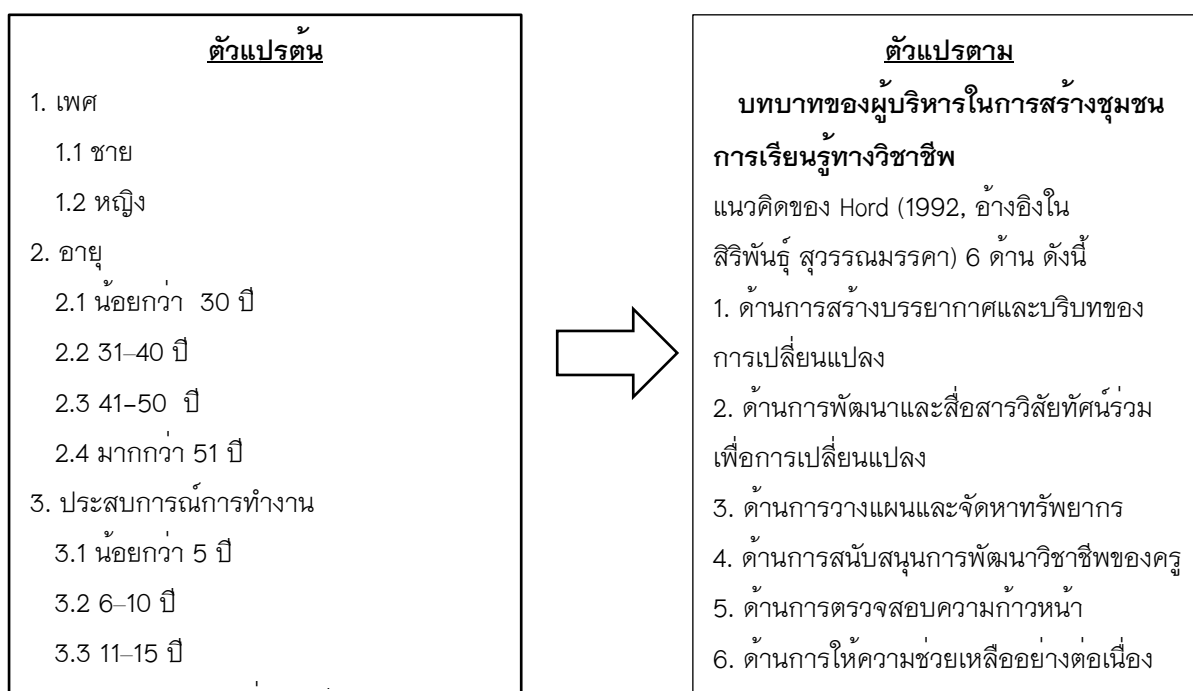 ตัวแปรต้น
1. เพศ
1.1 ชาย
1.2 หญิง
2. อายุ
2.1 น้อยกว่า 30 ปี
2.2 31–40 ปี
2.3 41–50 ปี
2.4 มากกว่า 51 ปี
3. ประสบการณ์การทำงาน
3.1 น้อยกว่า 5 ปี
3.2 6–10 ปี
3.3 11–15 ปี
ตัวแปรตาม
บทบาทของผู้บริหารในการสร้างชุมชน
การเรียนรู้ทางวิชาชีพ
แนวคิดของ Hord (1992, อ้างอิงใน
สิริพันธุ์ สุวรรณมรรคา) 6 ด้าน ดังนี้
1. ด้านการสร้างบรรยากาศและบริบทของ
การเปลี่ยนแปลง
2. ด้านการพัฒนาและสื่อสารวิสัยทัศน์ร่วม
เพื่อการเปลี่ยนแปลง
3. ด้านการวางแผนและจัดหาทรัพยากร
4. ด้านการสนับสนุนการพัฒนาวิชาชีพของครู
5. ด้านการตรวจสอบความก้าวหน้า
6. ด้านการให้ความช่วยเหลืออย่างต่อเนื่อง